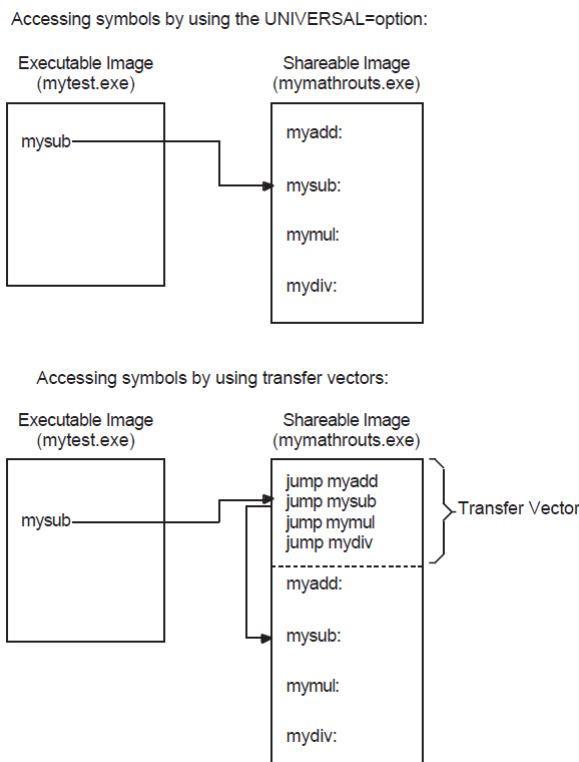 Accessing symbols by using the UNIVERSAL=option:
Executable Image
(mytest.exe)
Shareable Image
(mymathrouts.exe)
mysub
myadd:
mysub:
mymul:
mydiv:
Accessing symbols by using transfer vectors:
Executable Image
(mytest.exe)
Shareable Image
(mymathrouts.exe)
mysub
jump myadd
jump mysub
jump mymul
jump mydiv
Transfer Vector
myadd:
mysub:
mymul:
mydiv: